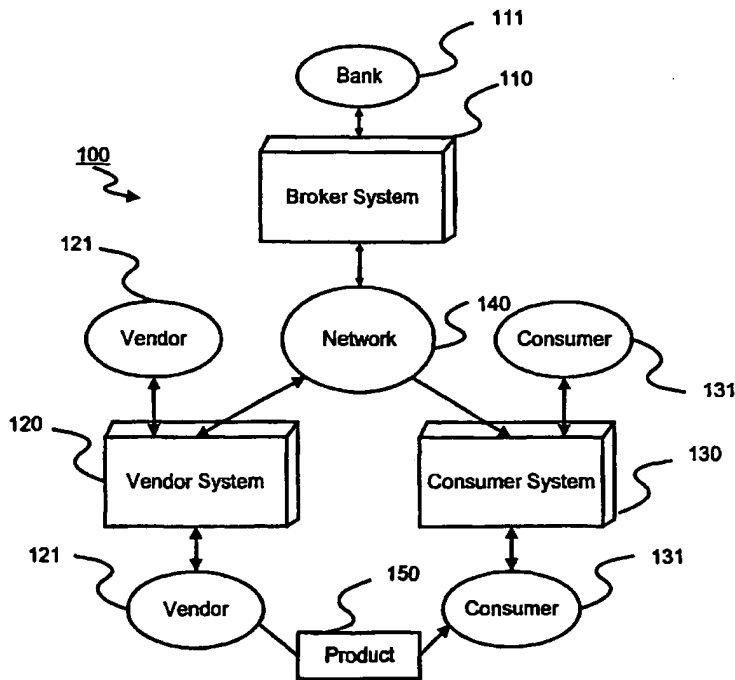 111
Bank
110
100
Broker System
121
140
Vendor
Network
Consumer
131
120
130
Vendor System
Consumer System
121
150
131
Vendor
Consumer
Product